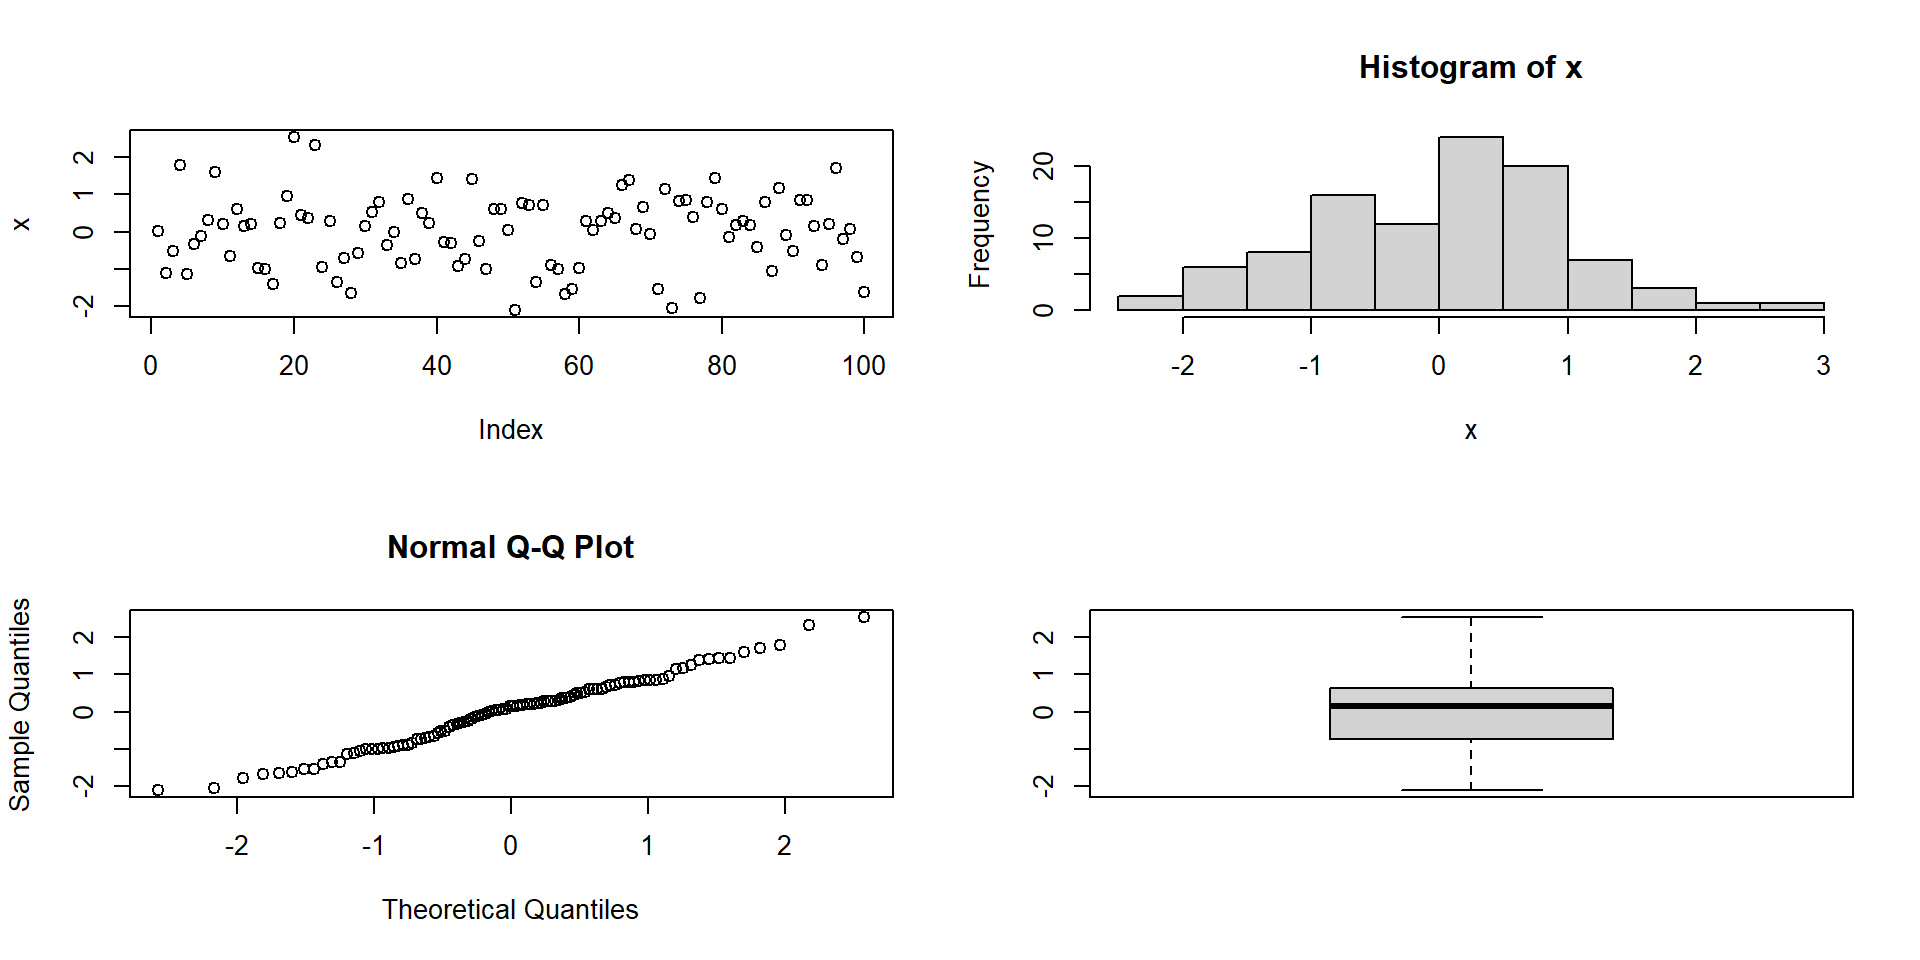 x
2
1
0
-2
0 20 40 60 80 100
Index
Histogram of x
Frequency
20
10
0
-2 -1 0 1 2 3
x
Normal Q-Q Plot
Sample Quantiles
2
1
0
-2
-2 -1 0 1 2
Theoretical Quantiles
2
1
0
-2